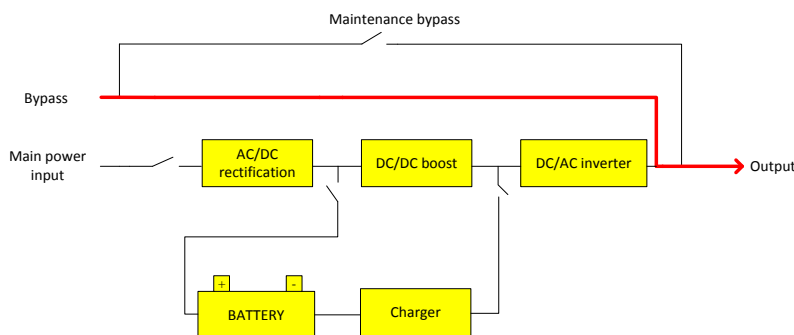 Maintenance bypass
Bypass
Main power
input
AC/DC
rectification
DC/DC boost
DC/AC inverter
Output
+
-
BATTERY
Charger